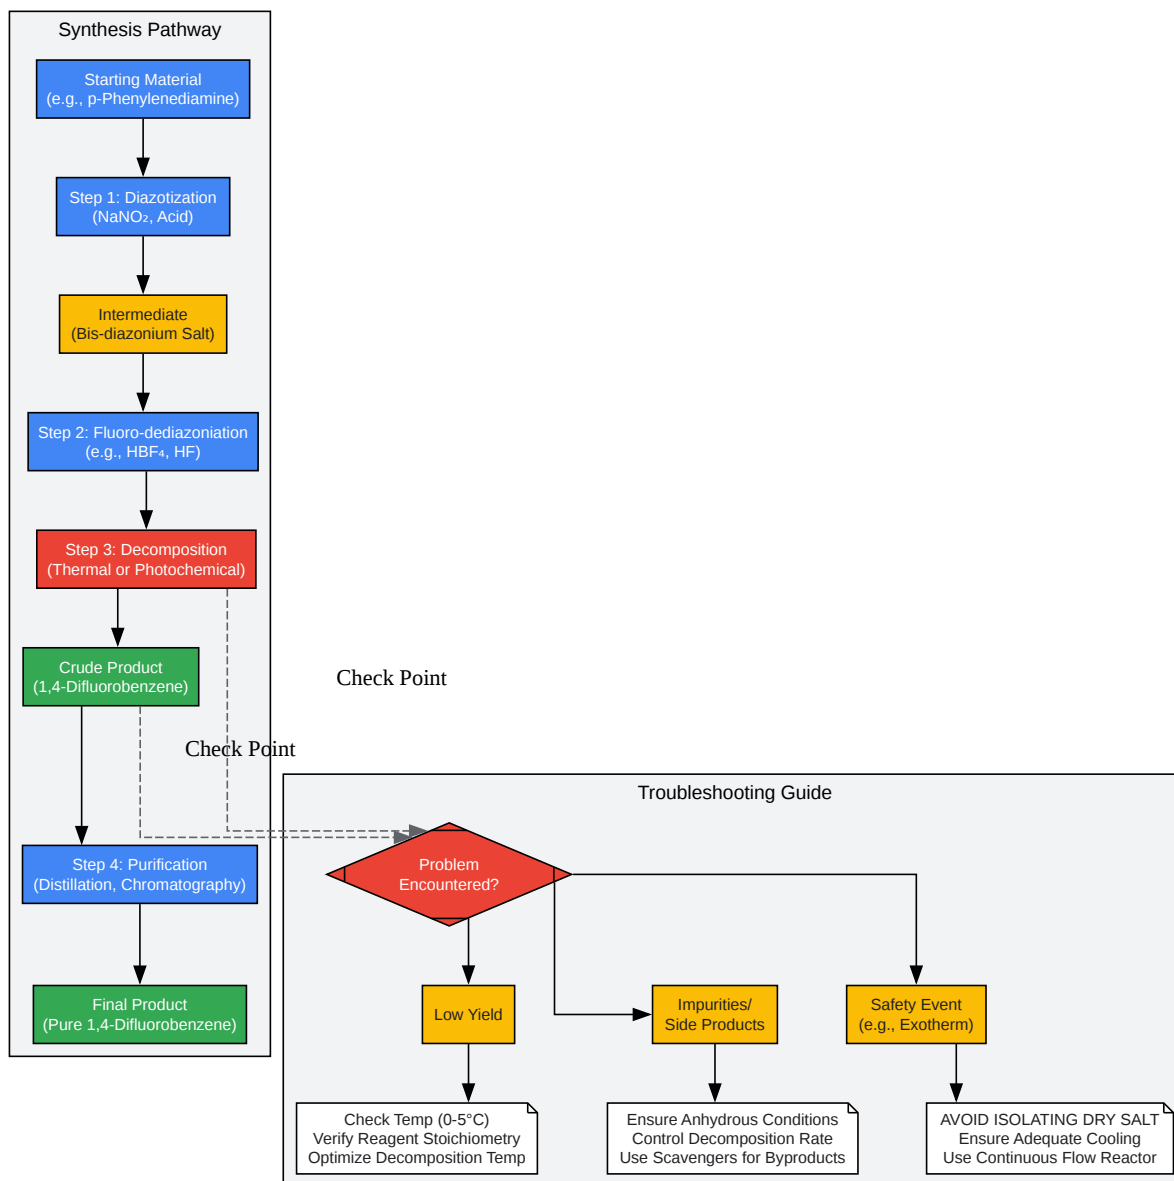 Synthesis Pathway
Starting Material
(e.g., p-Phenylenediamine)
Step 1: Diazotization
(NaNO₂, Acid)
Intermediate
(Bis-diazonium Salt)
Step 2: Fluoro-dediazoniation
(e.g., HBF₄, HF)
Step 3: Decomposition
(Thermal or Photochemical)
Crude Product
(1,4-Difluorobenzene)
Check Point
Check Point
Step 4: Purification
(Distillation, Chromatography)
Final Product
(Pure 1,4-Difluorobenzene)
Troubleshooting Guide
Problem
Encountered?
Low Yield
Impurities/
Side Products
Safety Event
(e.g., Exotherm)
Check Temp (0-5°C)
Verify Reagent Stoichiometry
Optimize Decomposition Temp
Ensure Anhydrous Conditions
Control Decomposition Rate
Use Scavengers for Byproducts
AVOID ISOLATING DRY SALT
Ensure Adequate Cooling
Use Continuous Flow Reactor